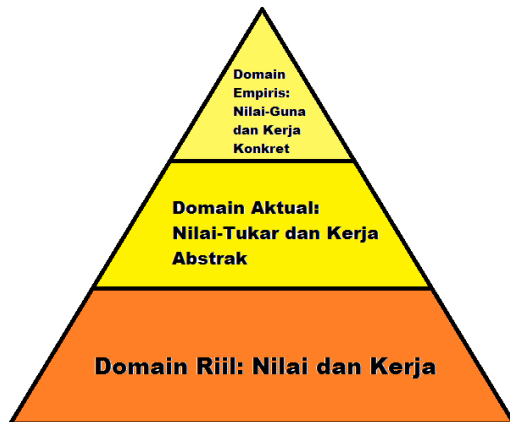 Domain
Empiris:
Nilai-Guna
dan Kerja
Konkret
Domain Aktual:
Nilai-Tukar dan Kerja
Abstrak
Domain Riil: Nilai dan Kerja